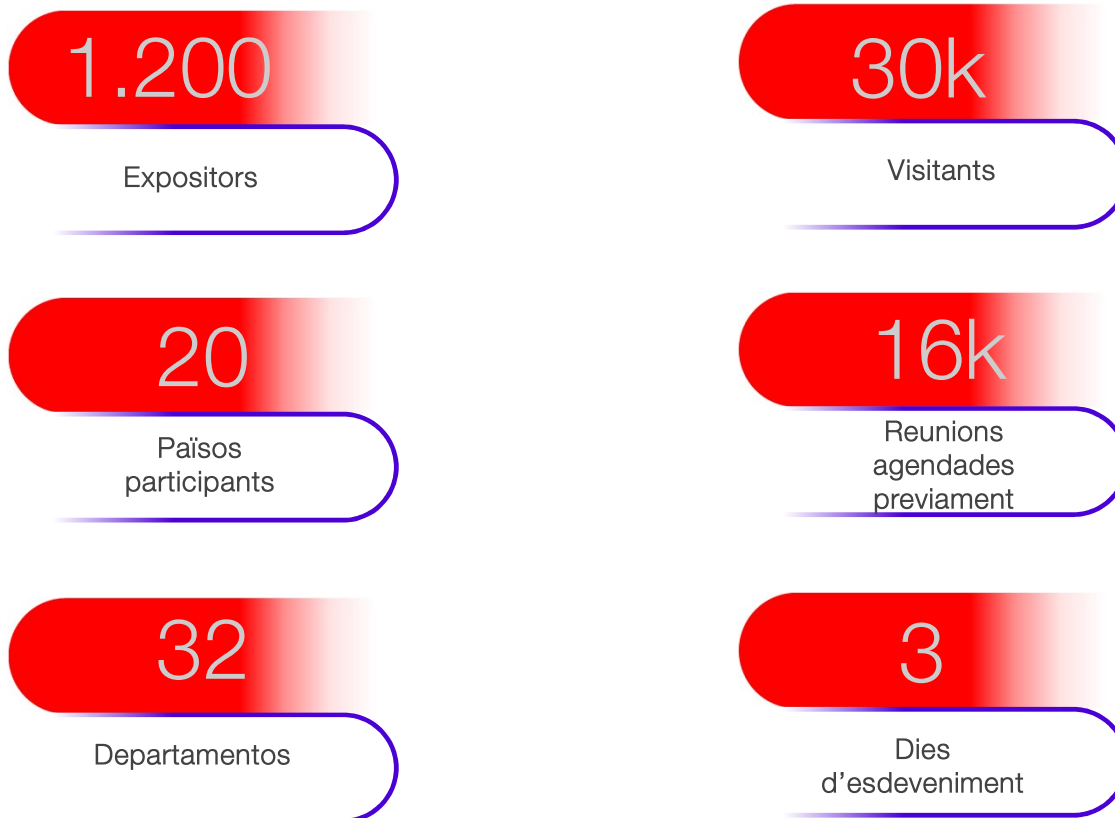 1.200
Expositors
30k
Visitants
20
Països
participants
16k
Reunions
agendades
previament
32
Departamentos
3
Dies
d’esdeveniment